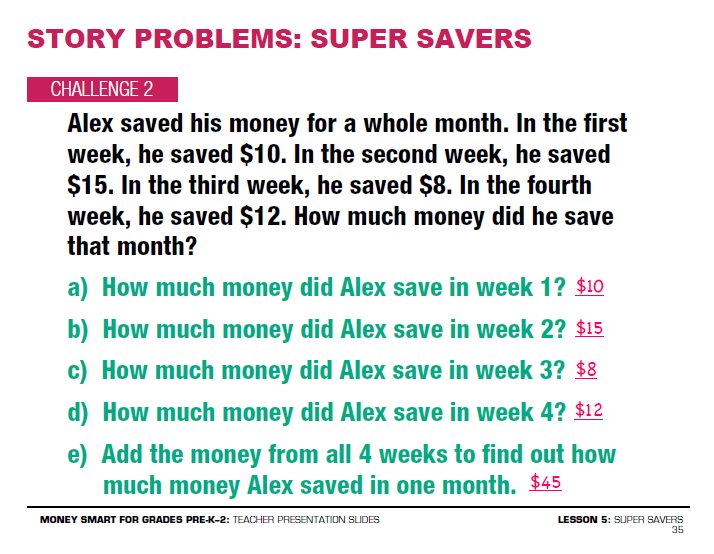 STORY PROBLEMS: SUPER SAVERS
CHALLENGE 2
Alex saved his money for a whole month. In the first
week, he saved $10. In the second week, he saved
$15. In the third week, he saved $8. In the fourth
week, he saved $12. How much money did he save
that month?
a) How much money did Alex save in week 1? $10
b) How much money did Alex save in week 2? $15
c) How much money did Alex save in week 3? $8
d) How much money did Alex save in week 4? $12
e) Add the money from all 4 weeks to find out how
much money Alex saved in one month. $45
MONEY SMART FOR GRADES PRE-K–2: TEACHER PRESENTATION SLIDES
LESSON 5: SUPER SAVERS
35